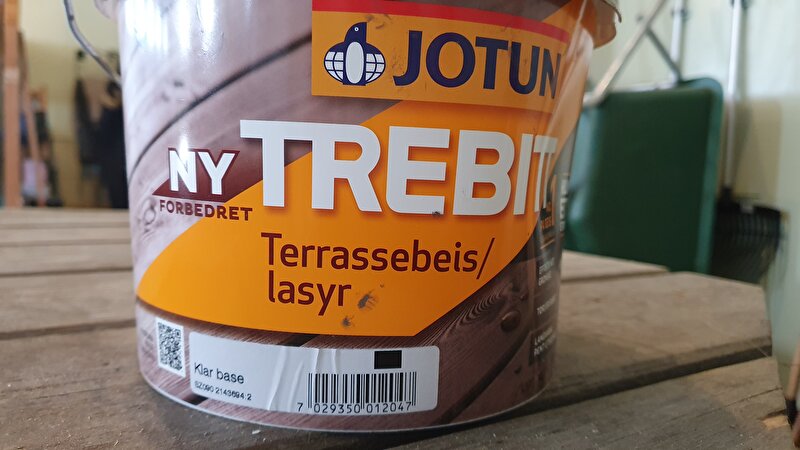 JOTUN
NY
FORBEDRET
TREBIT
Terrassebeis/
lasyr
Klar base
7 029350 012047